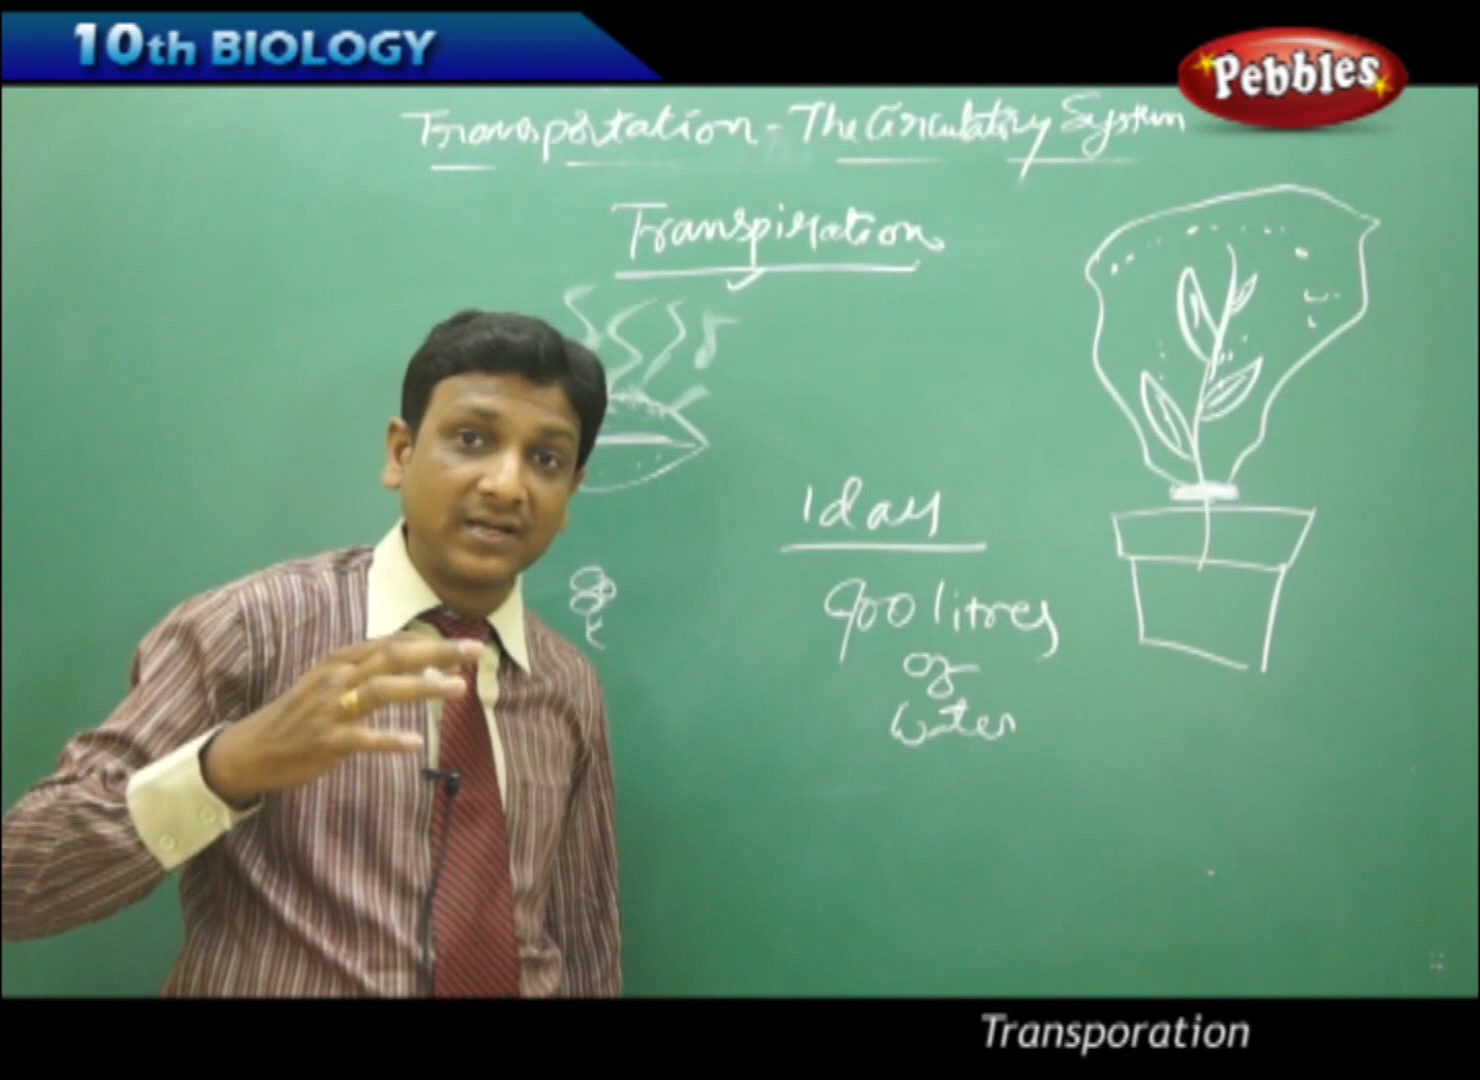 10th BIOLOGY
Pebbles
Transportation - The Circulatory System
Transpiration
1 day
900 litres
of
water
Transporation